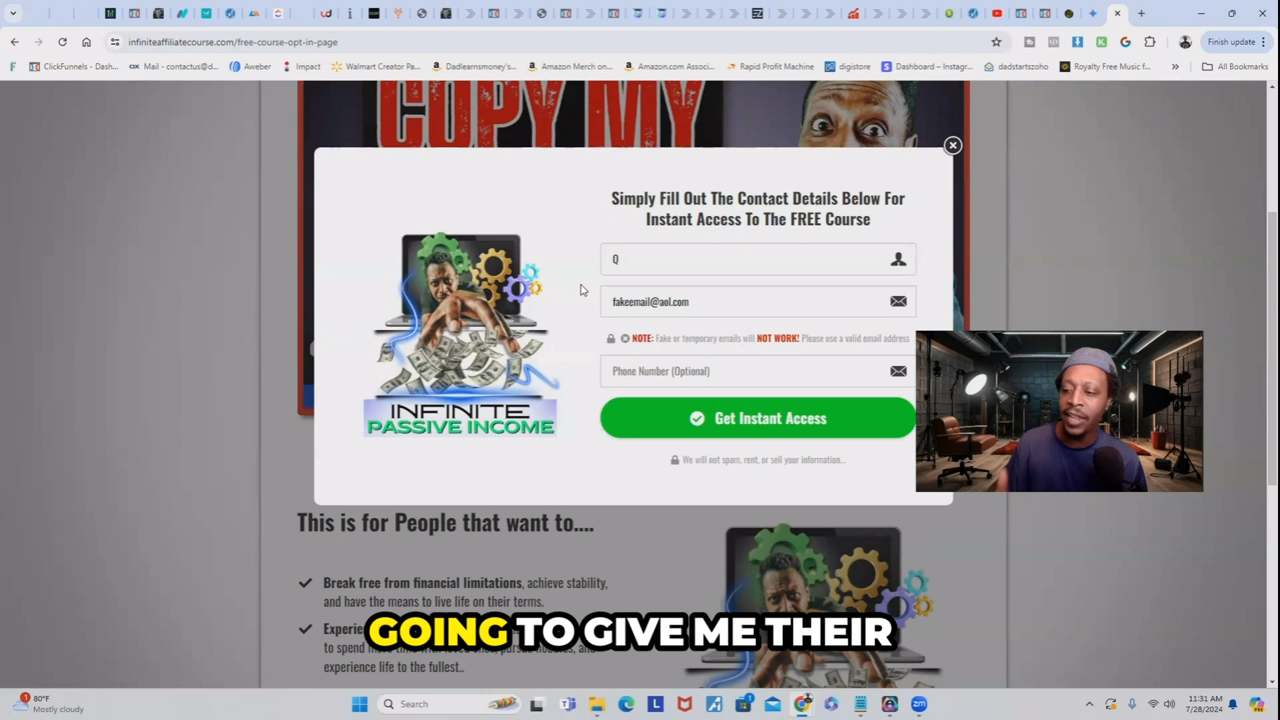 Finish update
infiniteaffiliatecourse.com/free-course-opt-in-page
ClickFunnels - Dash...
Mail - contactus@d...
Aweber
Impact
Walmart Creator Pa...
Dadlearnsmoney's...
Amazon Merch on...
Amazon.com Associ...
Rapid Profit Machine
digistore
Dashboard – Instagr...
dadstartszoho
Royalty Free Music f...
All Bookmarks
COPY MY
Simply Fill Out The Contact Details Below For
Instant Access To The FREE Course
Q
fakeemail@aol.com
NOTE: Fake or temporary emails will NOT WORK! Please use a valid email address
Phone Number (Optional)
Get Instant Access
We will not spam, rent, or sell your information...
INFINITE
PASSIVE INCOME
This is for People that want to....
Break free from financial limitations, achieve stability,
and have the means to live life on their terms.
Experie
to spend
experience life to the fullest..
GOING TO GIVE ME THEIR
80°F
Mostly cloudy
Search
11:31 AM
7/28/2024